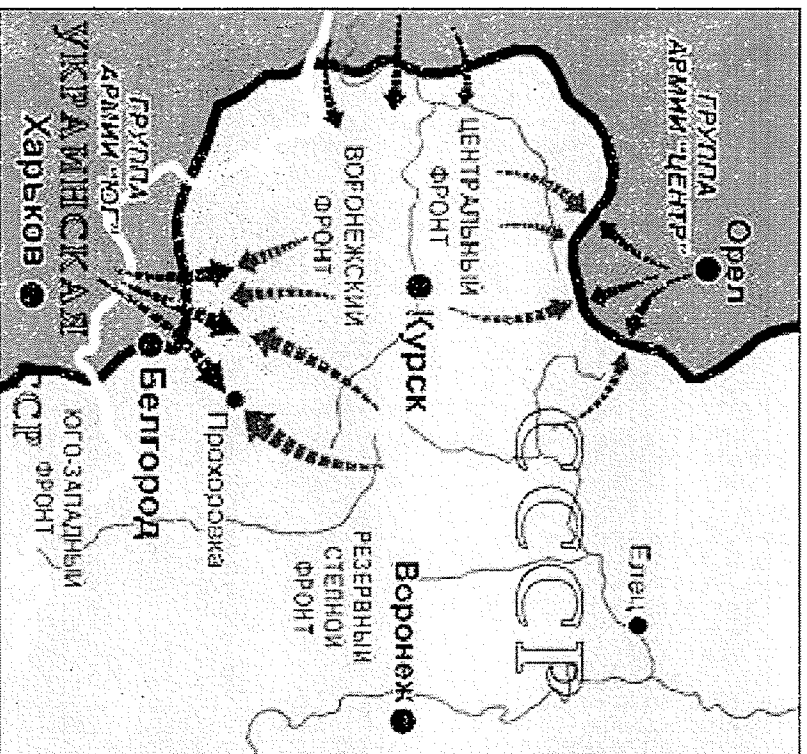 Орел
ГРУППА
АРМИИ "ЦЕНТР"
Елец
СССР
ЦЕНТРАЛЬНЫЙ
ФРОНТ
Курск
Воронеж
ВОРОНЕЖСКИЙ
ФРОНТ
РЕЗЕРВНЫЙ
СТЕПНОЙ
ФРОНТ
Прохоровка
Белгород
ГРУППА
АРМИИ "ЮГ"
УКРАИНСКАЯ ССР
Харьков
ЮГО-ЗАПАДНЫЙ
ФРОНТ